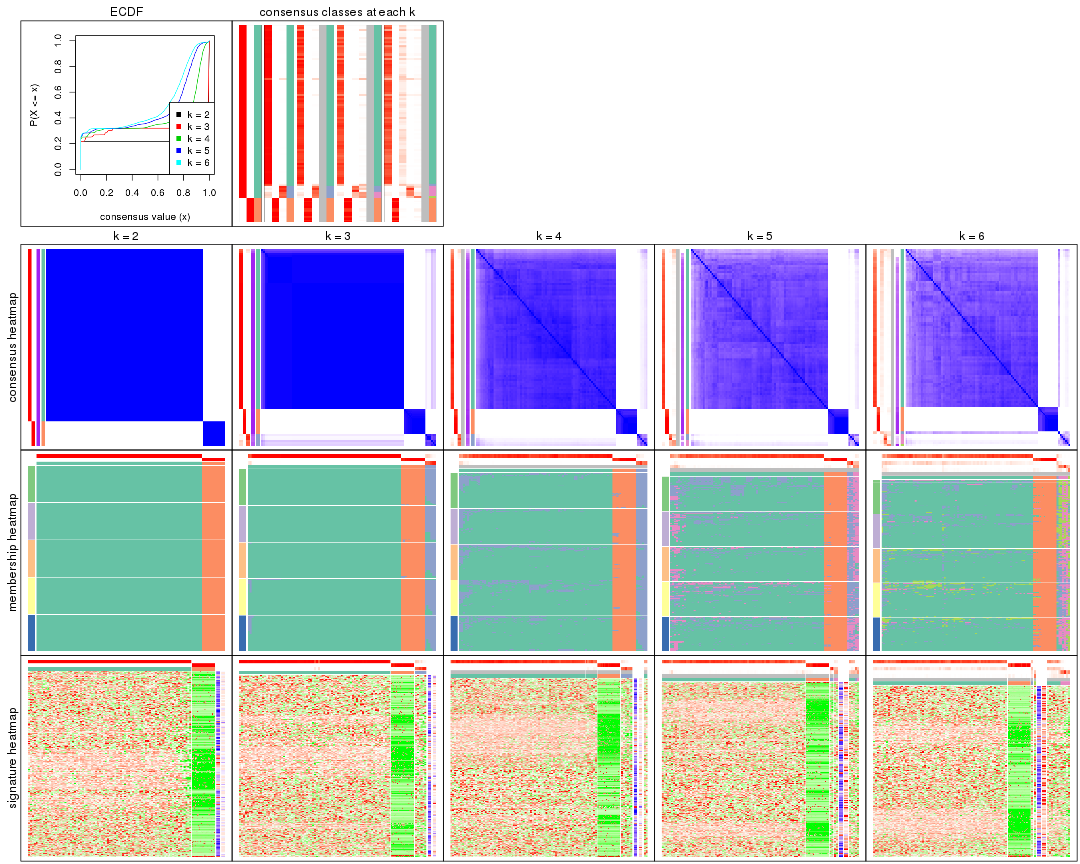 ECDF
consensus classes at each k
P(X <= x)
1.0
0.8
0.6
0.4
0.2
0.0
k = 2
k = 3
k = 4
k = 5
k = 6
0.0 0.2 0.4 0.6 0.8 1.0
consensus value (x)
k = 2 k = 3 k = 4 k = 5 k = 6
consensus heatmap
membership heatmap
signature heatmap